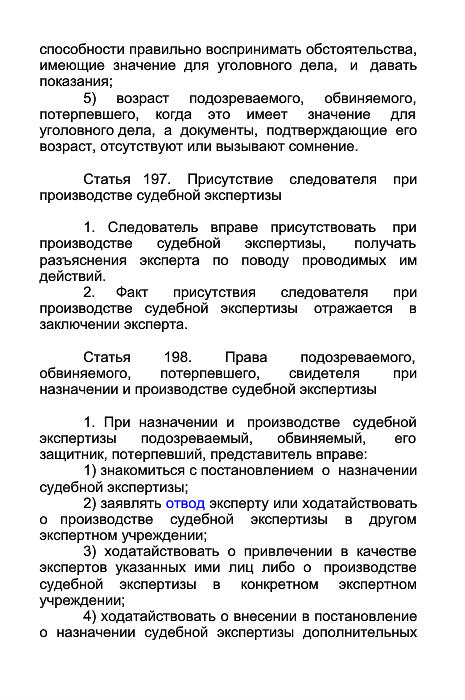 способности правильно воспринимать обстоятельства,
имеющие значение для уголовного дела, и давать
показания;
5) возраст подозреваемого, обвиняемого,
потерпевшего, когда это имеет значение для
уголовного дела, а документы, подтверждающие его
возраст, отсутствуют или вызывают сомнение.
Статья 197. Присутствие следователя при
производстве судебной экспертизы
1. Следователь вправе присутствовать при
производстве судебной экспертизы, получать
разъяснения эксперта по поводу проводимых им
действий.
2. Факт присутствия следователя при
производстве судебной экспертизы отражается в
заключении эксперта.
Статья 198. Права подозреваемого,
обвиняемого, потерпевшего, свидетеля при
назначении и производстве судебной экспертизы
1. При назначении и производстве судебной
экспертизы подозреваемый, обвиняемый, его
защитник, потерпевший, представитель вправе:
1) знакомиться с постановлением о назначении
судебной экспертизы;
2) заявлять отвод эксперту или ходатайствовать
о производстве судебной экспертизы в другом
экспертном учреждении;
3) ходатайствовать о привлечении в качестве
экспертов указанных ими лиц либо о производстве
судебной экспертизы в конкретном экспертном
учреждении;
4) ходатайствовать о внесении в постановление
о назначении судебной экспертизы дополнительных